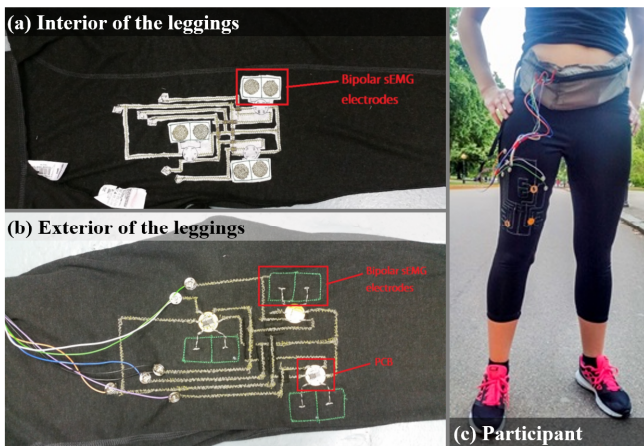 (a) Interior of the leggings
Bipolar sEMG
electrodes
(b) Exterior of the leggings
Bipolar sEMG
electrodes
PCB
(c) Participant